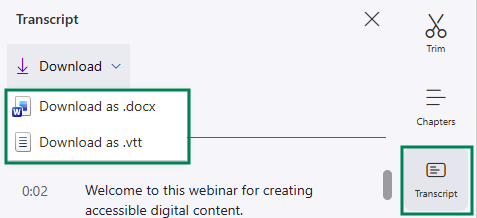 Transcript
Trim
Download
Download as .docx
Download as .vtt
Chapters
0:02 Welcome to this webinar for creating
accessible digital content.
Transcript